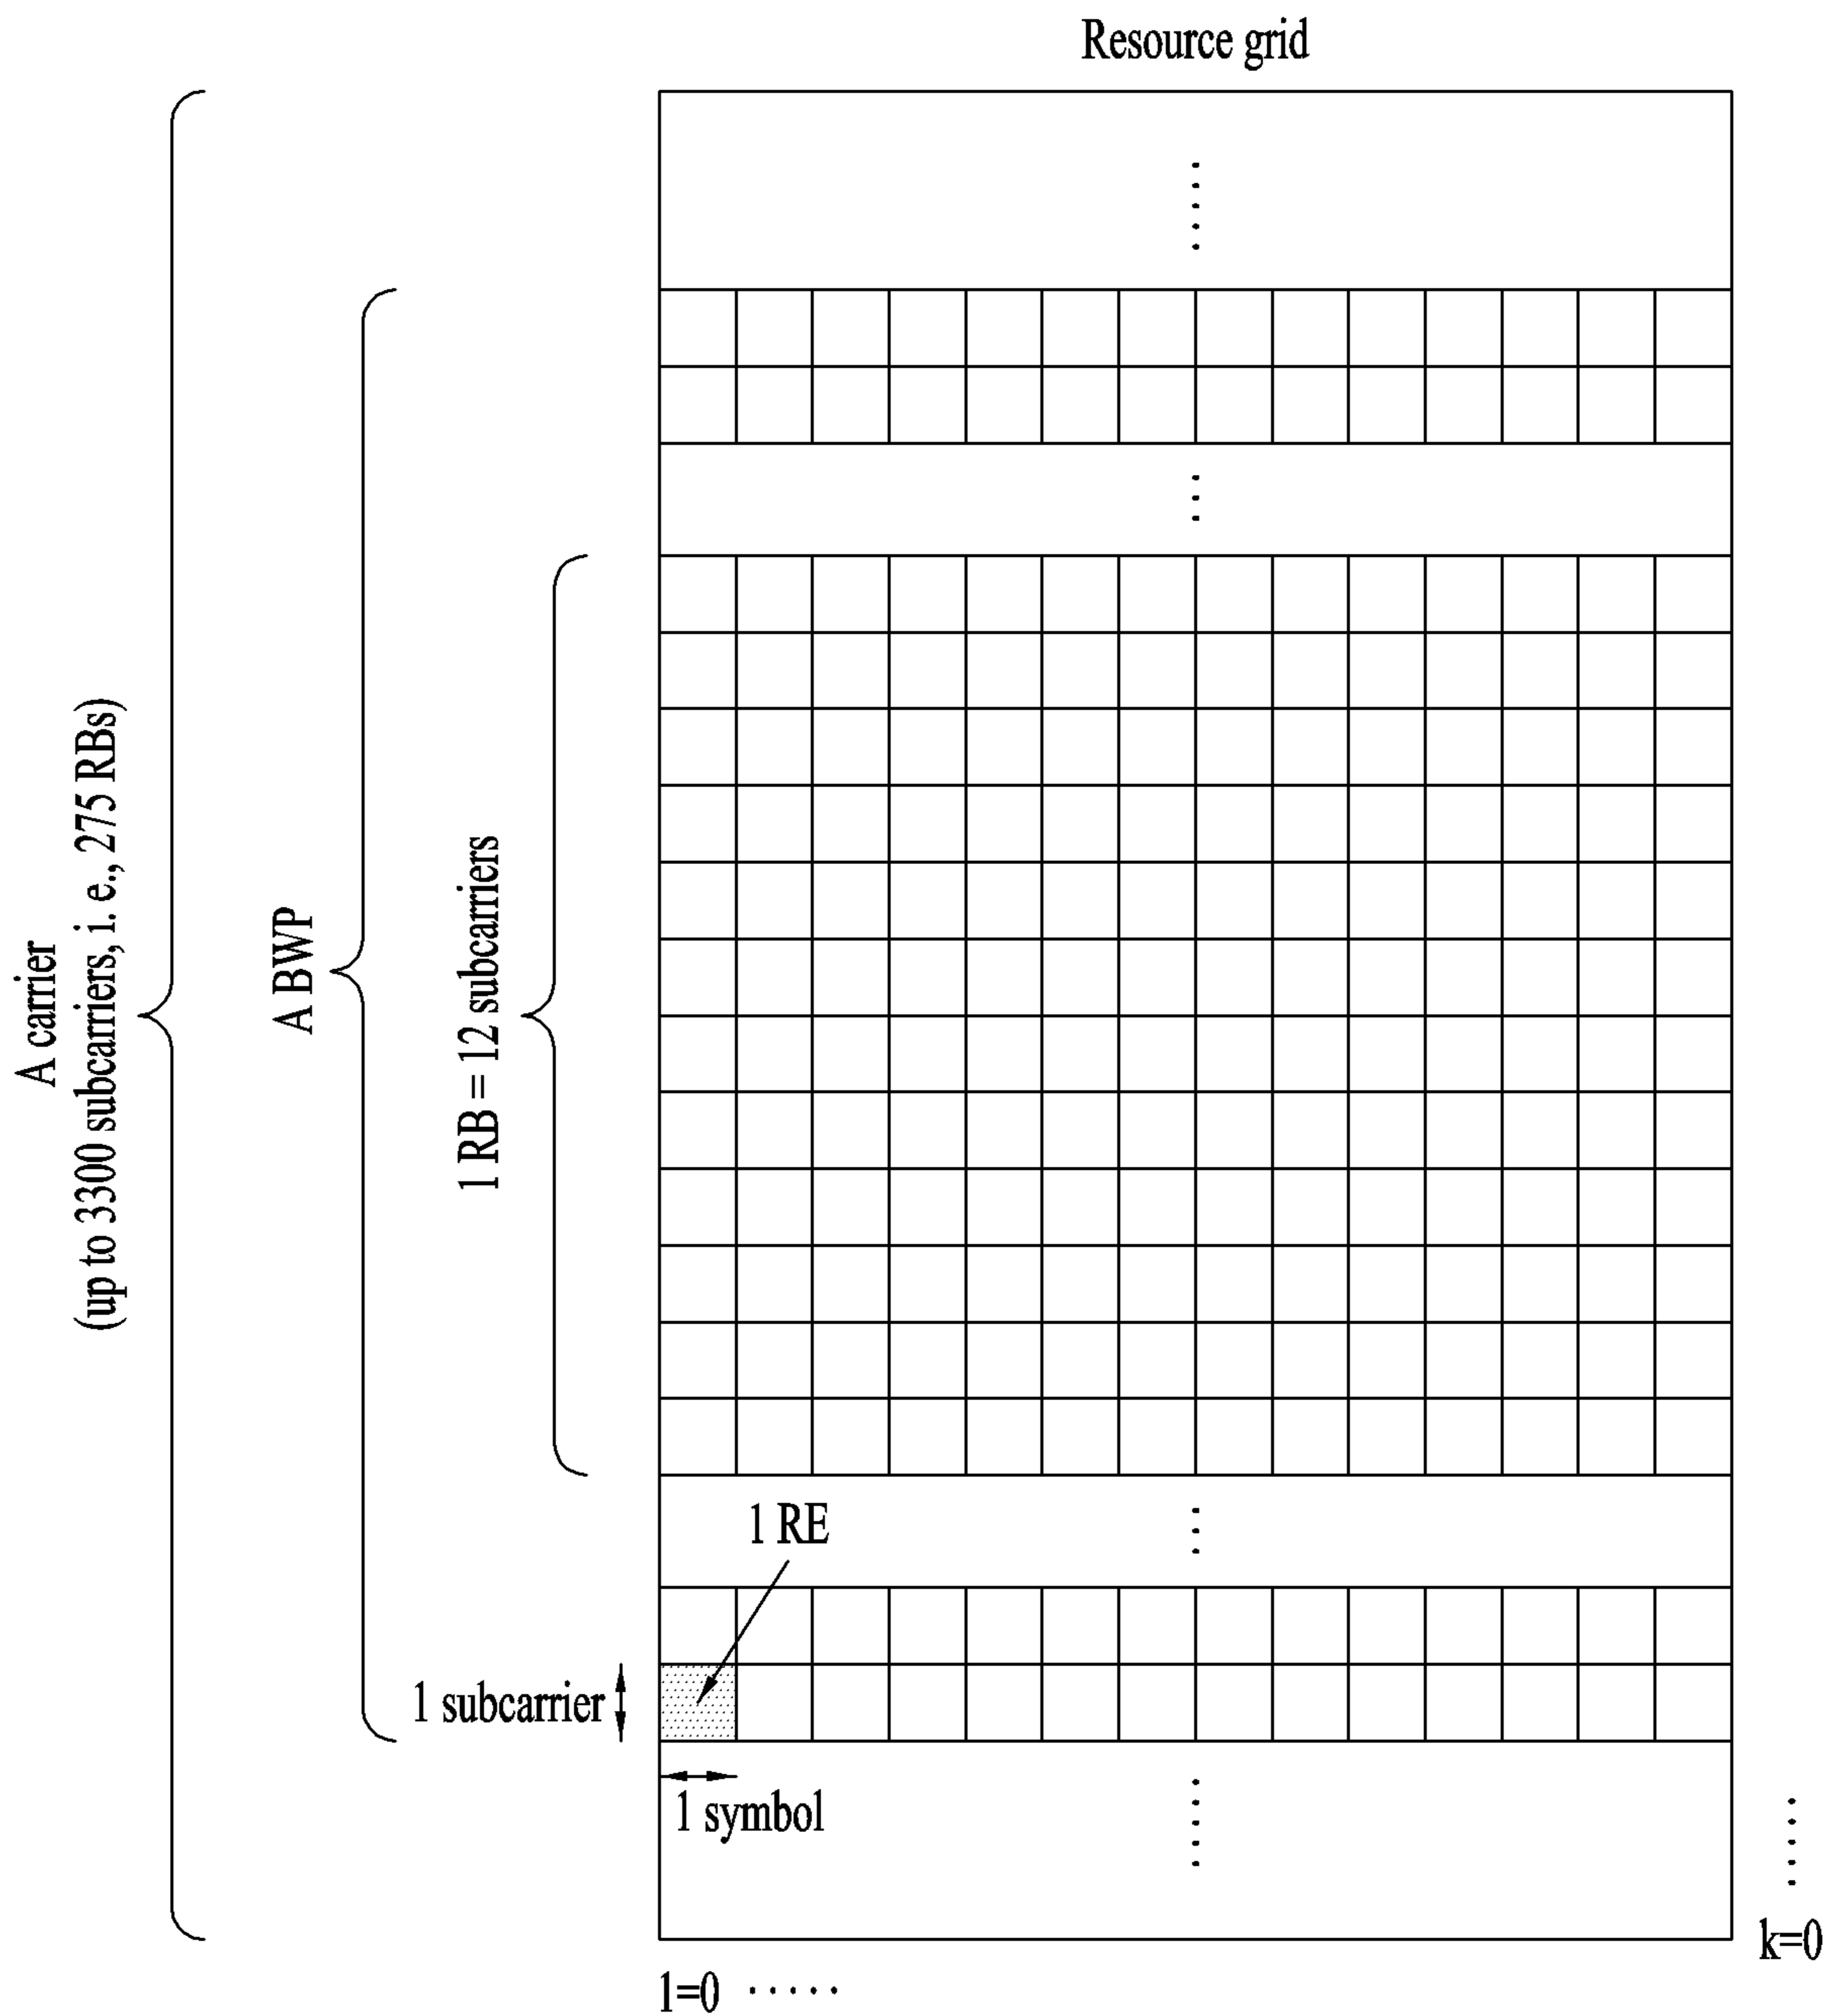 Resource grid
A carrier
(up to 3300 subcarriers, i. e., 275 RBs)
A BWP
1 RB = 12 subcarriers
1 RE
1 subcarrier
1 symbol
k=0
1=0 ·····